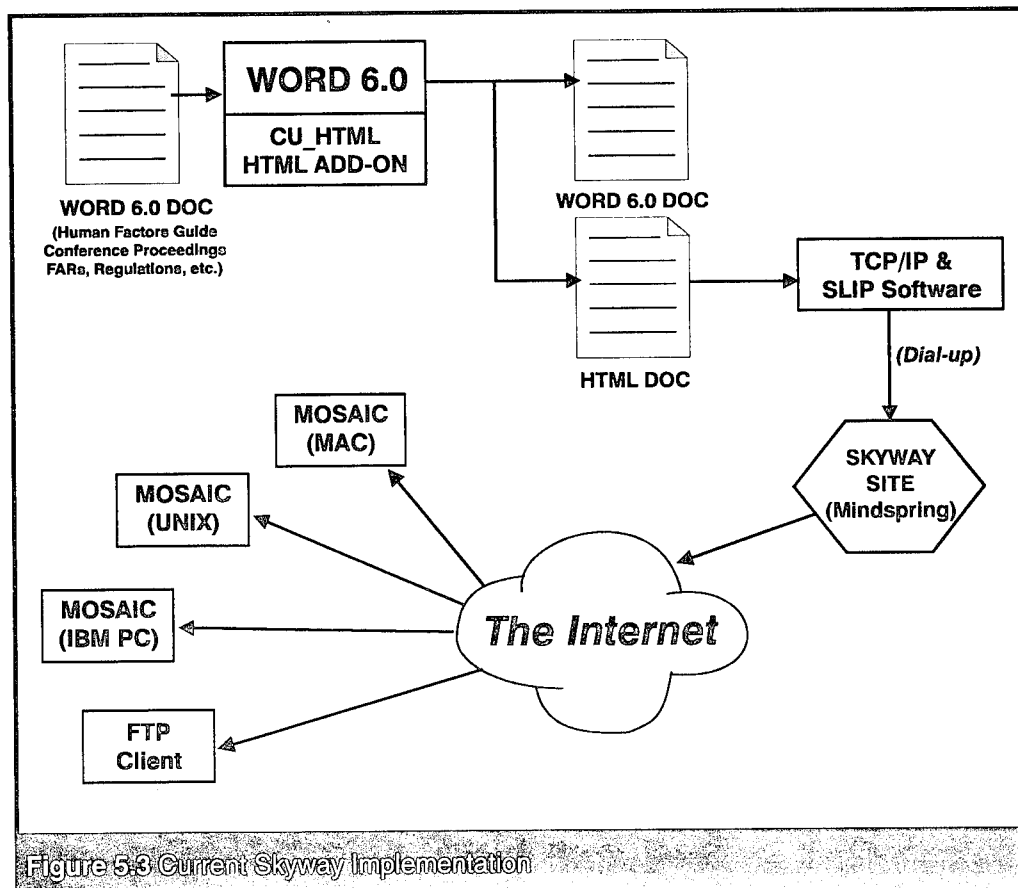 WORD 6.0
CU_HTML
HTML ADD-ON
WORD 6.0 DOC
(Human Factors Guide
Conference Proceedings
FARs, Regulations, etc.)
WORD 6.0 DOC
HTML DOC
TCP/IP &
SLIP Software
(Dial-up)
SKYWAY
SITE
(Mindspring)
The Internet
MOSAIC
(MAC)
MOSAIC
(UNIX)
MOSAIC
(IBM PC)
FTP
Client
Figure 5.3 Current Skyway Implementation